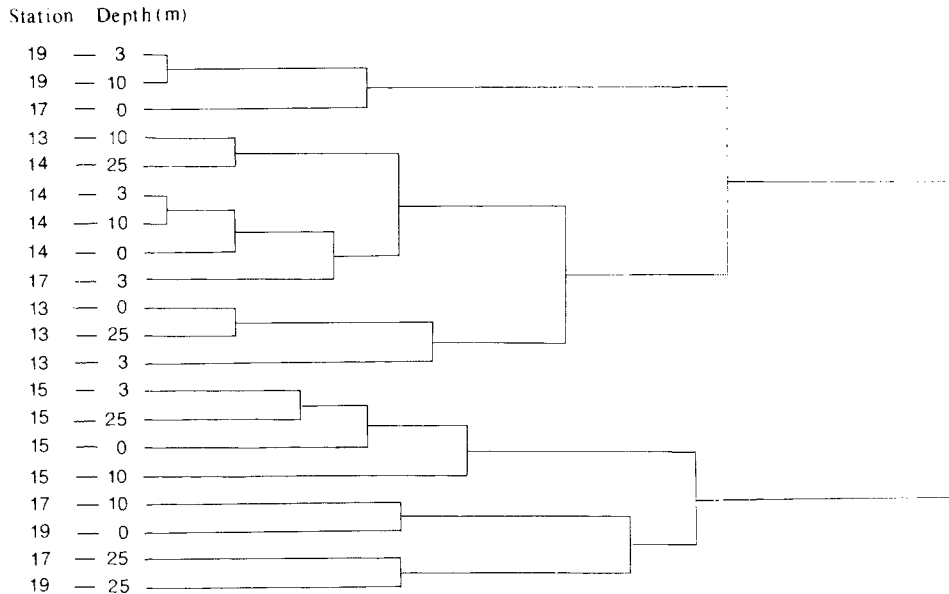 Station Depth(m)
19 — 3
19 — 10
17 — 0
13 — 10
14 — 25
14 — 3
14 — 10
14 — 0
17 — 3
13 — 0
13 — 25
13 — 3
15 — 3
15 — 25
15 — 0
15 — 10
17 — 10
19 — 0
17 — 25
19 — 25